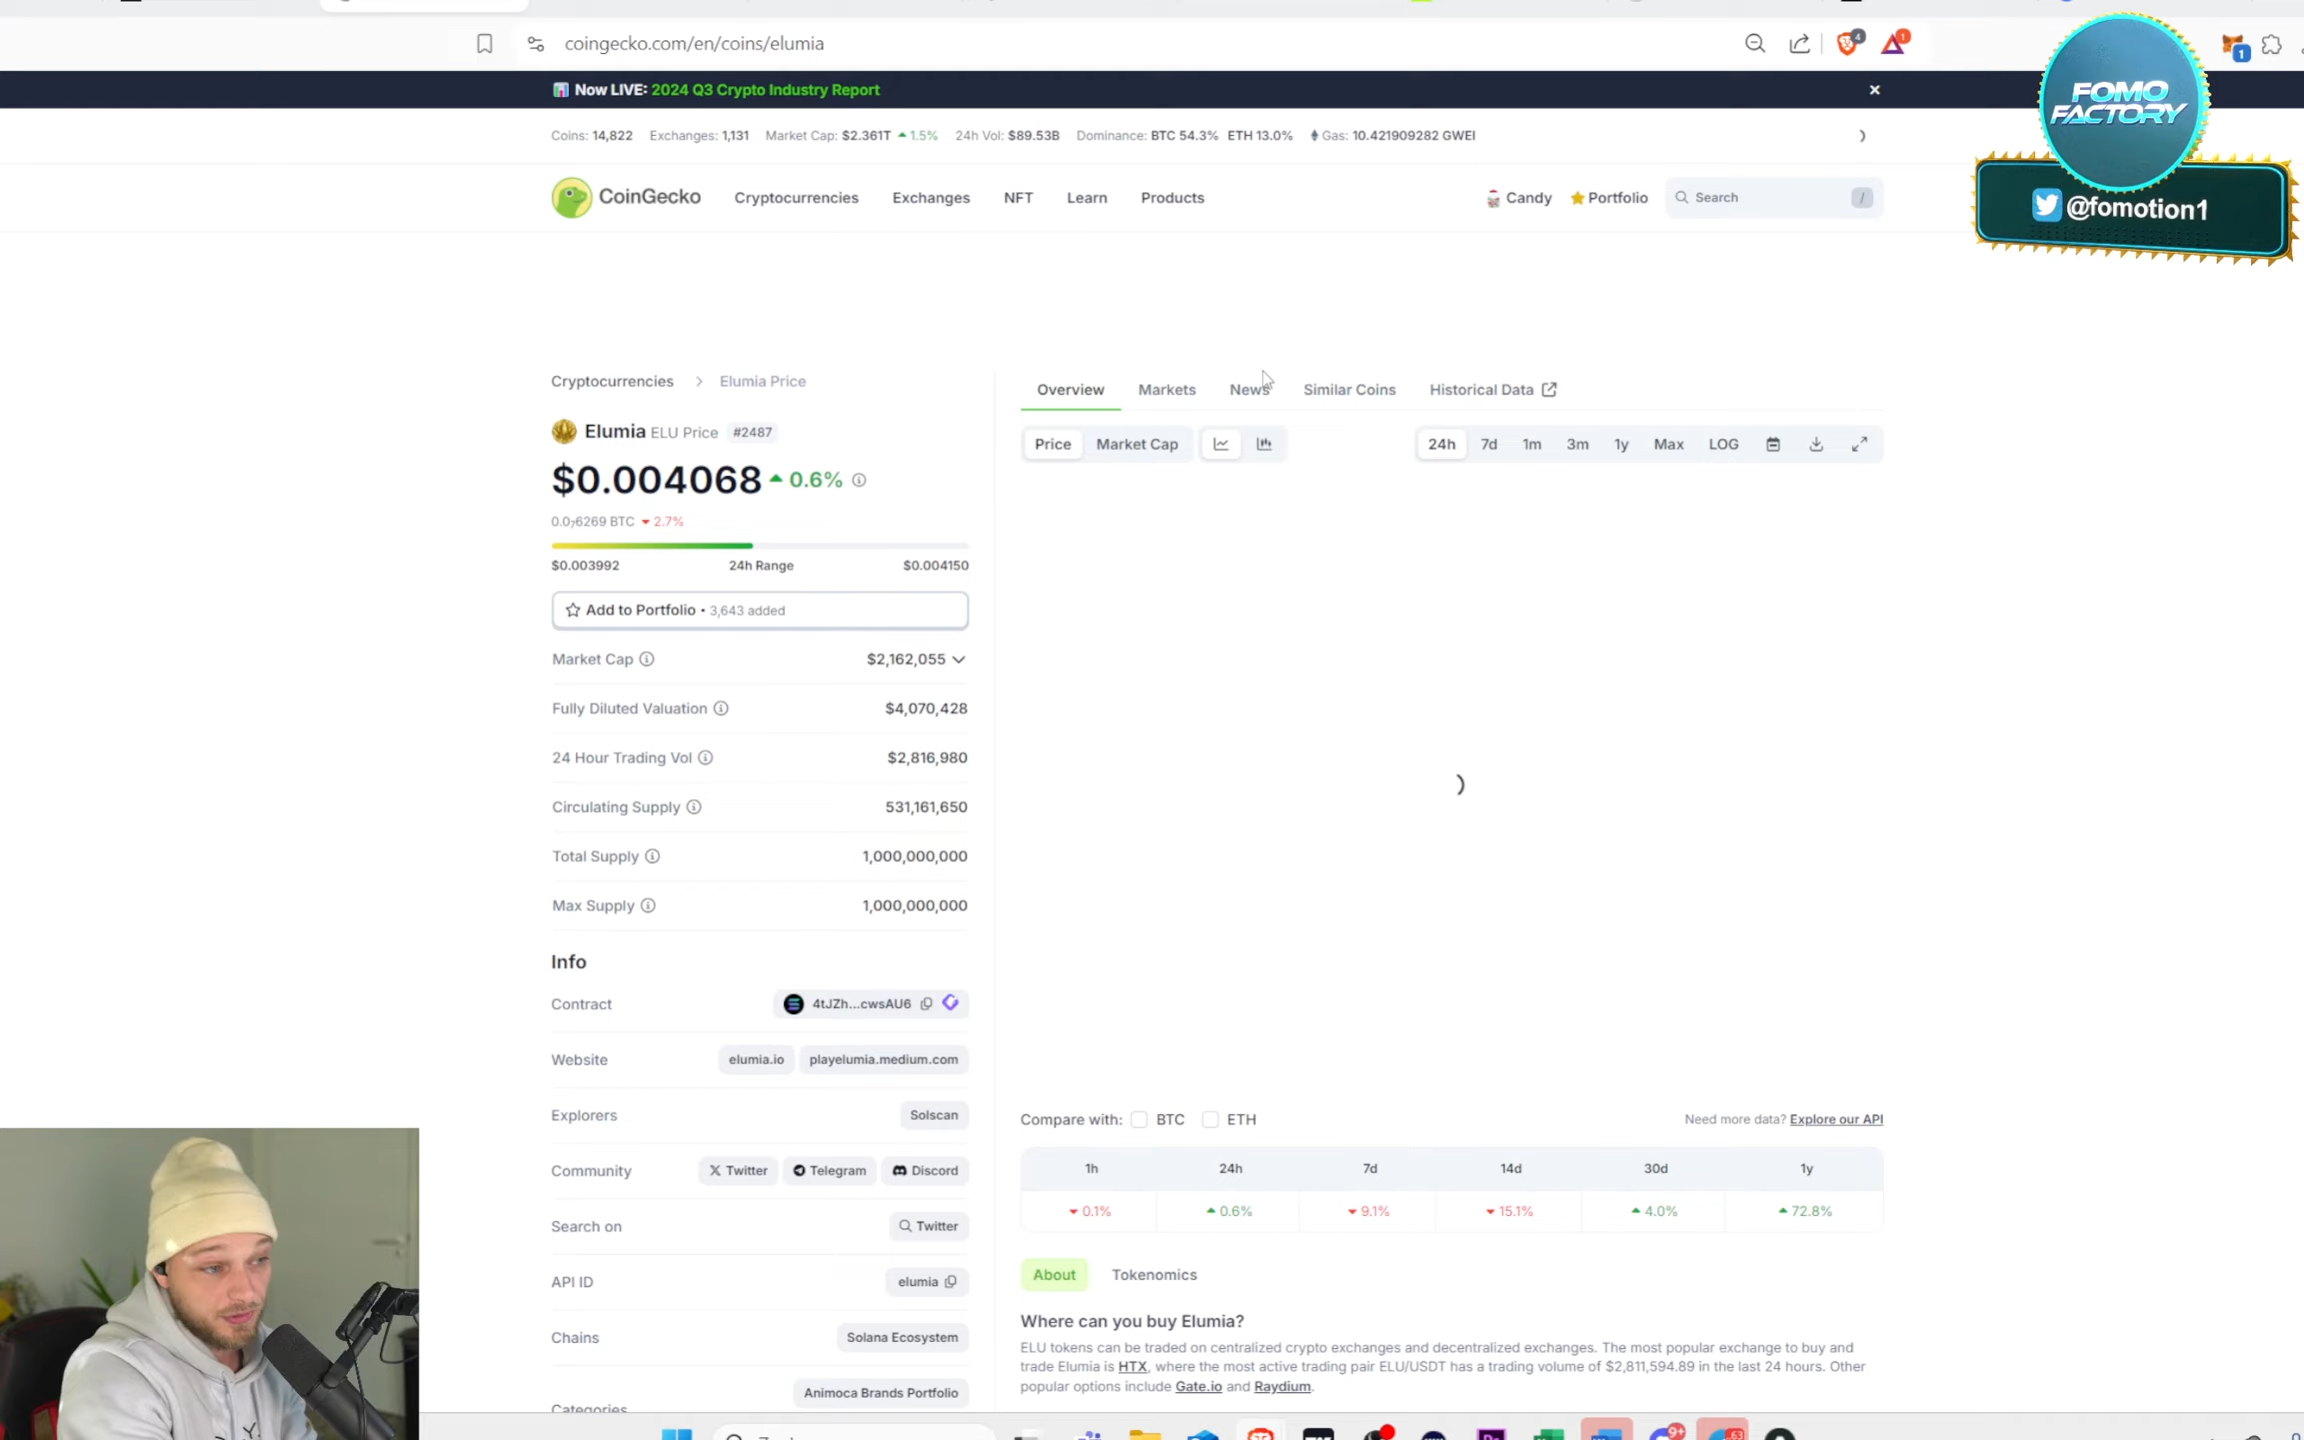 coingecko.com/en/coins/elumia
4
1
1
FOMO
FACTORY
@fomotion1
Now LIVE: 2024 Q3 Crypto Industry Report
Coins: 14,822 Exchanges: 1,131 Market Cap: $2.361T 1.5% 24h Vol: $89.53B Dominance: BTC 54.3% ETH 13.0% Gas: 10.421909282 GWEI
CoinGecko Cryptocurrencies Exchanges NFT Learn Products Candy Portfolio Search /
Cryptocurrencies > Elumia Price
Elumia ELU Price #2487
$0.004068 0.6%
0.0₇6269 BTC 2.7%
$0.003992 24h Range $0.004150
Add to Portfolio • 3,643 added
Market Cap $2,162,055
Fully Diluted Valuation $4,070,428
24 Hour Trading Vol $2,816,980
Circulating Supply 531,161,650
Total Supply 1,000,000,000
Max Supply 1,000,000,000
Info
Contract 4tJZh...cwsAU6
Website elumia.io playelumia.medium.com
Explorers Solscan
Community Twitter Telegram Discord
Search on Twitter
API ID elumia
Chains Solana Ecosystem
Categories Animoca Brands Portfolio
Overview Markets News Similar Coins Historical Data
Price Market Cap 24h 7d 1m 3m 1y Max LOG
Compare with: BTC ETH Need more data? Explore our API
1h 24h 7d 14d 30d 1y
0.1% 0.6% 9.1% 15.1% 4.0% 72.8%
About Tokenomics
Where can you buy Elumia?
ELU tokens can be traded on centralized crypto exchanges and decentralized exchanges. The most popular exchange to buy and
trade Elumia is HTX, where the most active trading pair ELU/USDT has a trading volume of $2,811,594.89 in the last 24 hours. Other
popular options include Gate.io and Raydium.
9+
63